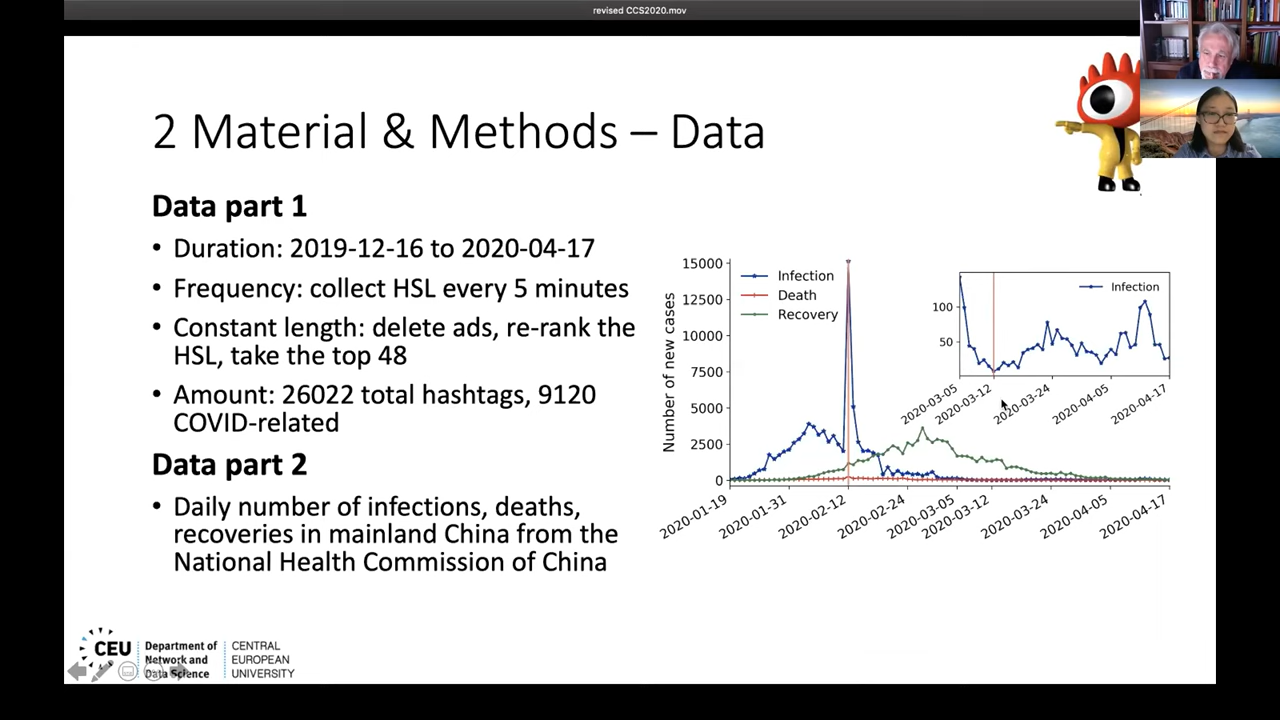 revised CCS2020.mov
2 Material & Methods – Data
Data part 1
• Duration: 2019-12-16 to 2020-04-17
• Frequency: collect HSL every 5 minutes
• Constant length: delete ads, re-rank the
HSL, take the top 48
• Amount: 26022 total hashtags, 9120
COVID-related
Data part 2
• Daily number of infections, deaths,
recoveries in mainland China from the
National Health Commission of China
Number of new cases
15000
12500
10000
7500
5000
2500
0
Infection
Death
Recovery
2020-01-19
2020-01-31
2020-02-12
2020-02-24
2020-03-05
2020-03-12
2020-03-24
2020-04-05
2020-04-17
Infection
100
50
2020-03-05
2020-03-12
2020-03-24
2020-04-05
2020-04-17
CEU
Department of
Network and
Data Science
CENTRAL
EUROPEAN
UNIVERSITY